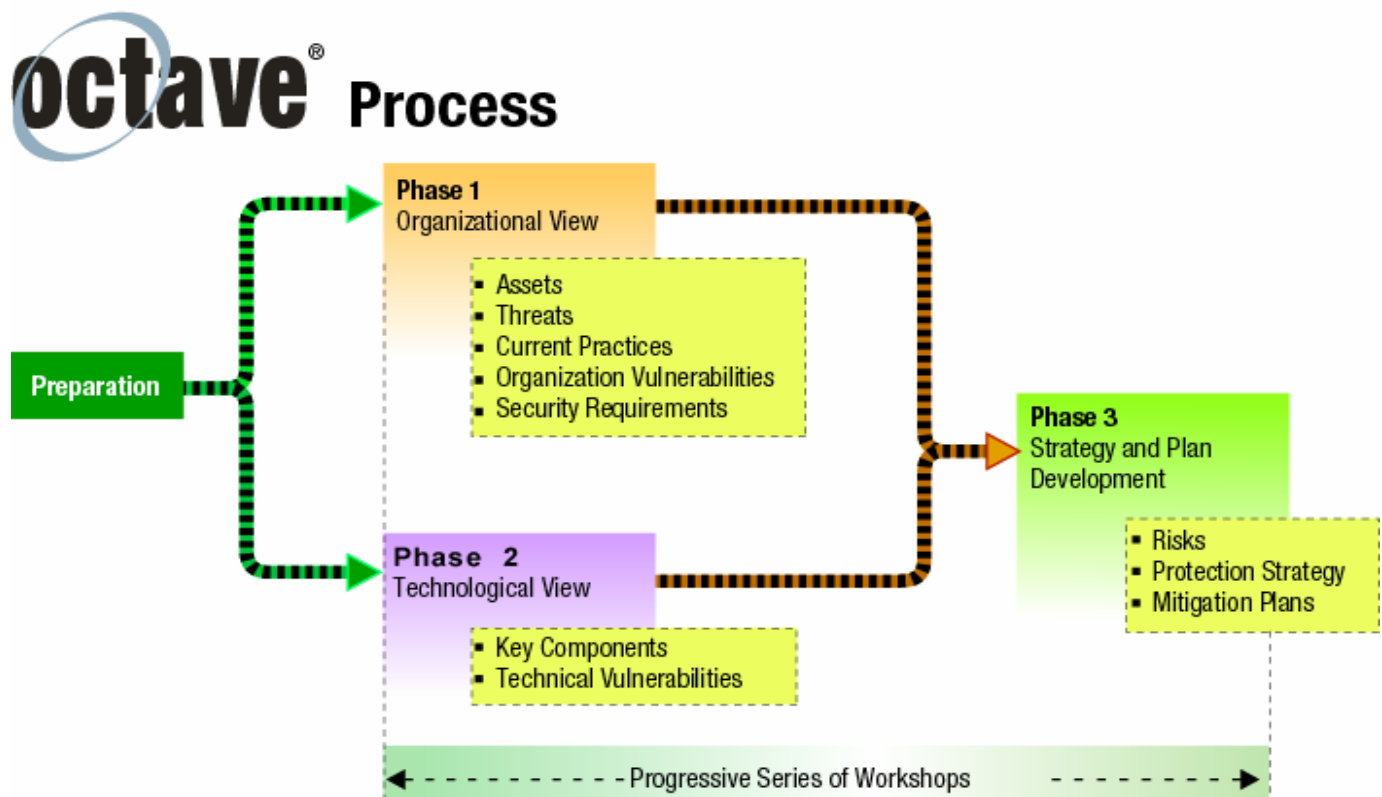 octave® Process
Phase 1
Organizational View
▪ Assets
▪ Threats
▪ Current Practices
▪ Organization Vulnerabilities
▪ Security Requirements
Preparation
Phase 3
Strategy and Plan
Development
▪ Risks
▪ Protection Strategy
▪ Mitigation Plans
Phase 2
Technological View
▪ Key Components
▪ Technical Vulnerabilities
Progressive Series of Workshops